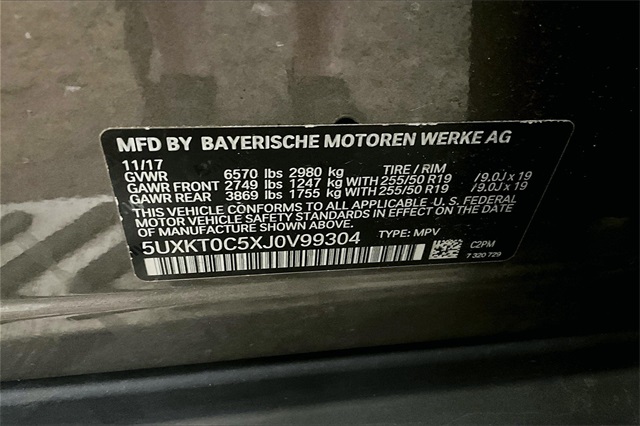 MFD BY BAYERISCHE MOTOREN WERKE AG
11/17 TIRE / RIM
GVWR 6570 lbs 2980 kg
GAWR FRONT 2749 lbs 1247 kg WITH 255/50 R19 /9.0J x 19
GAWR REAR 3869 lbs 1755 kg WITH 255/50 R19 /9.0J x 19
THIS VEHICLE CONFORMS TO ALL APPLICABLE U. S. FEDERAL
MOTOR VEHICLE SAFETY STANDARDS IN EFFECT ON THE
DATE OF MANUFACTURE SHOWN ABOVE.
5UXKT0C5XJ0V99304 TYPE: MPV
C2PM
7 320 729